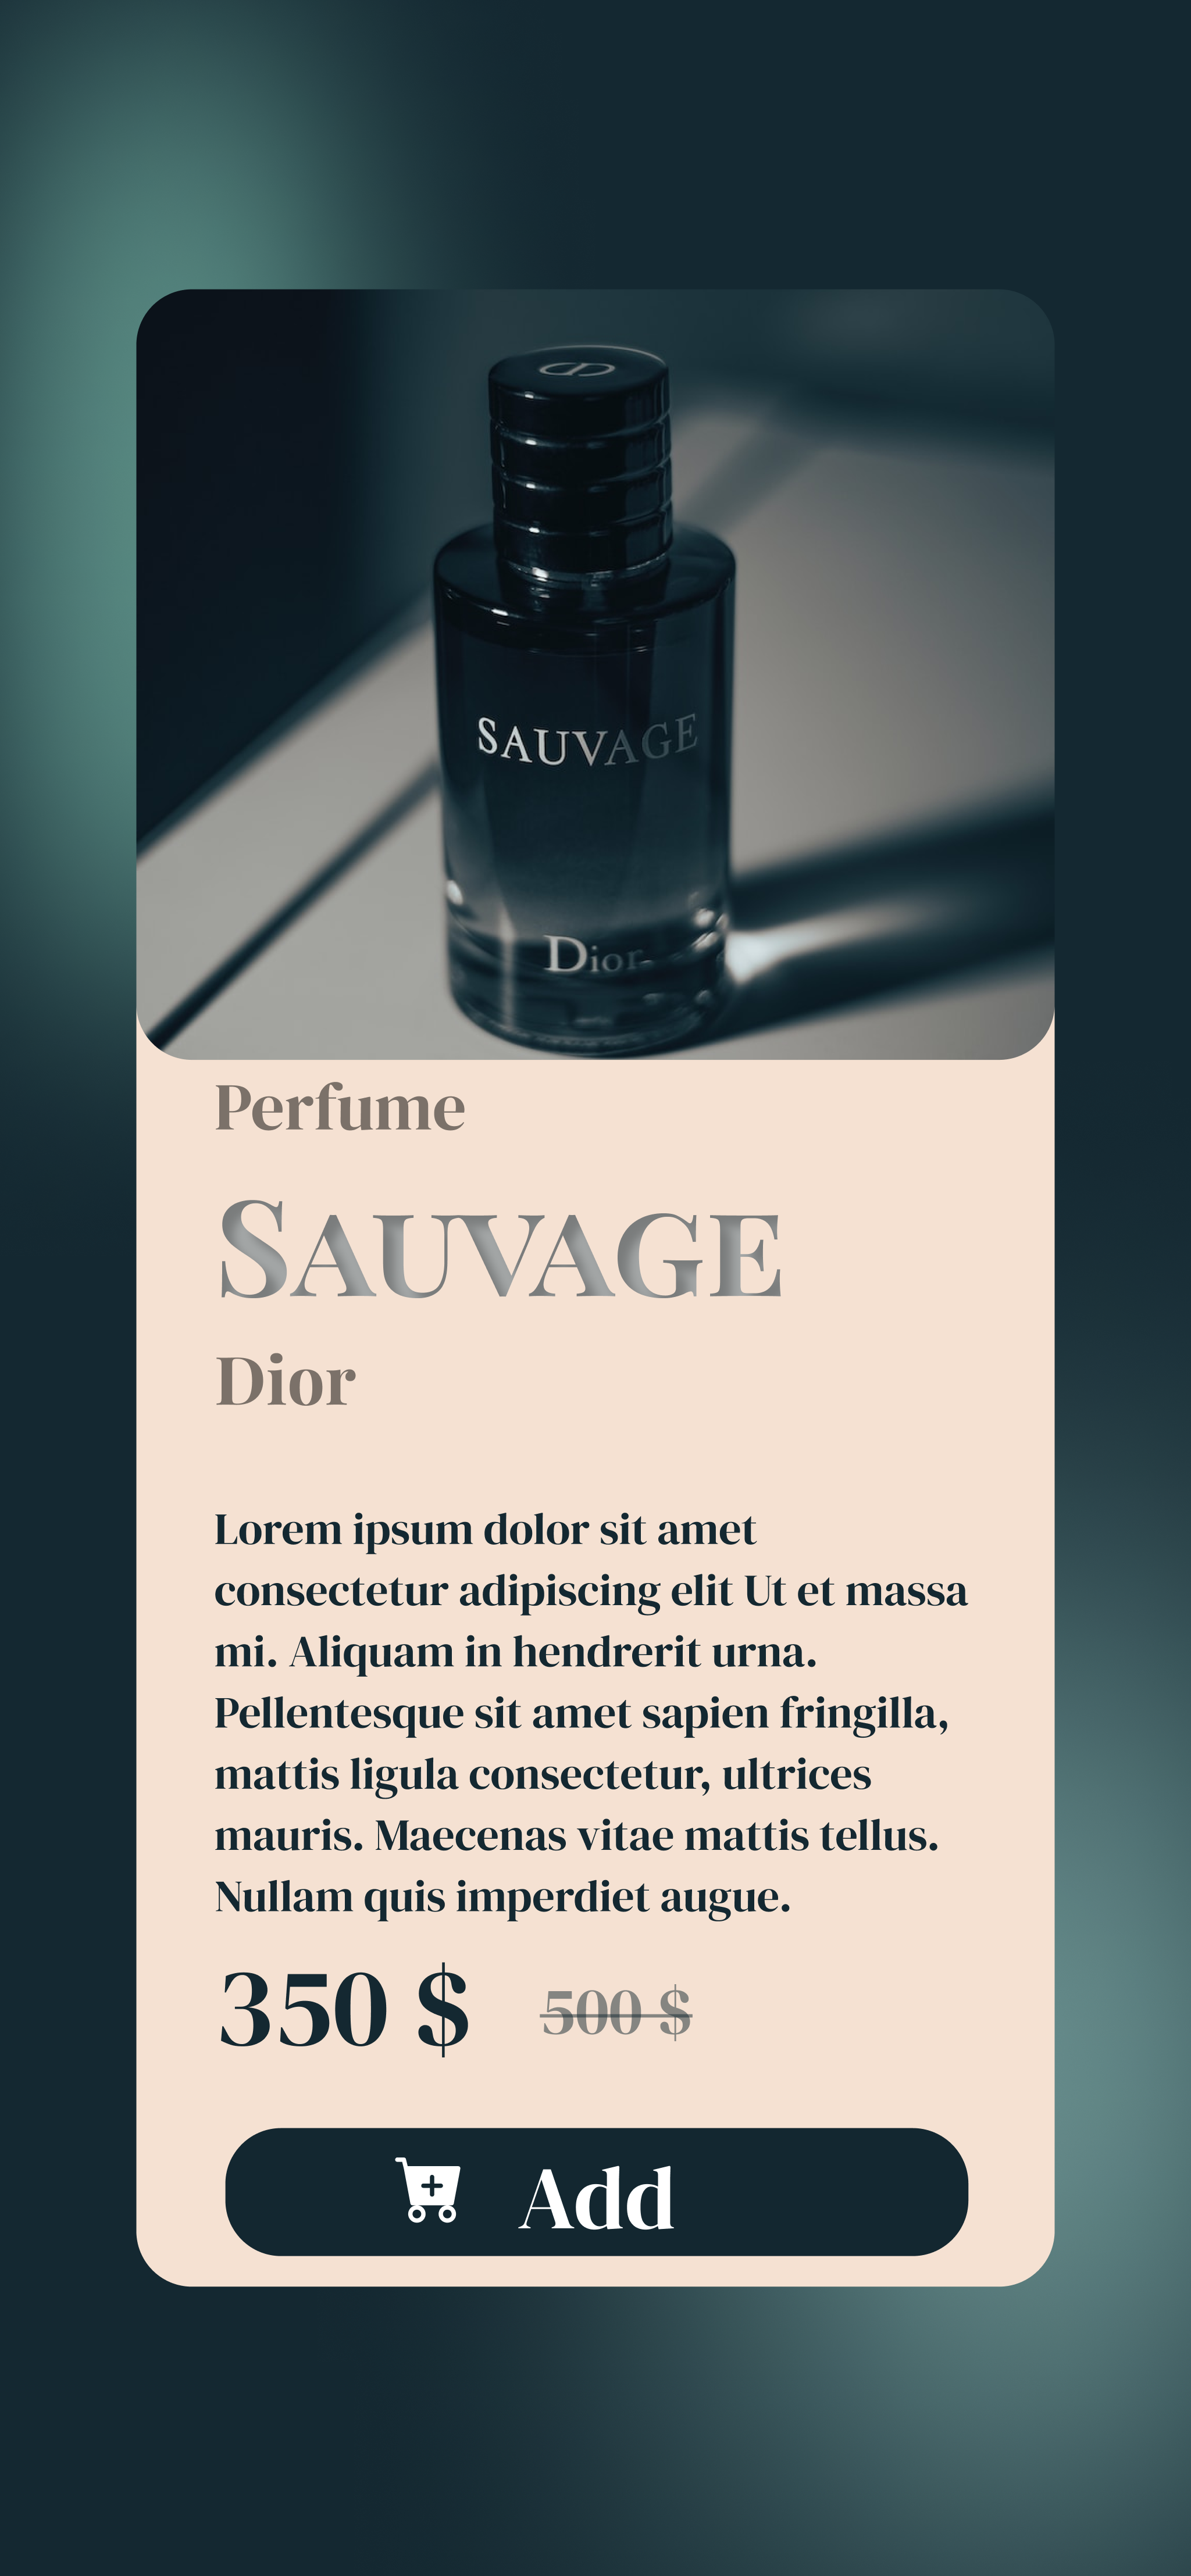 SAUVAGE
Dior
Perfume
SAUVAGE
Dior
Lorem ipsum dolor sit amet
consectetur adipiscing elit Ut et massa
mi. Aliquam in hendrerit urna.
Pellentesque sit amet sapien fringilla,
mattis ligula consectetur, ultrices
mauris. Maecenas vitae mattis tellus.
Nullam quis imperdiet augue.
350 $ 500 $
Add